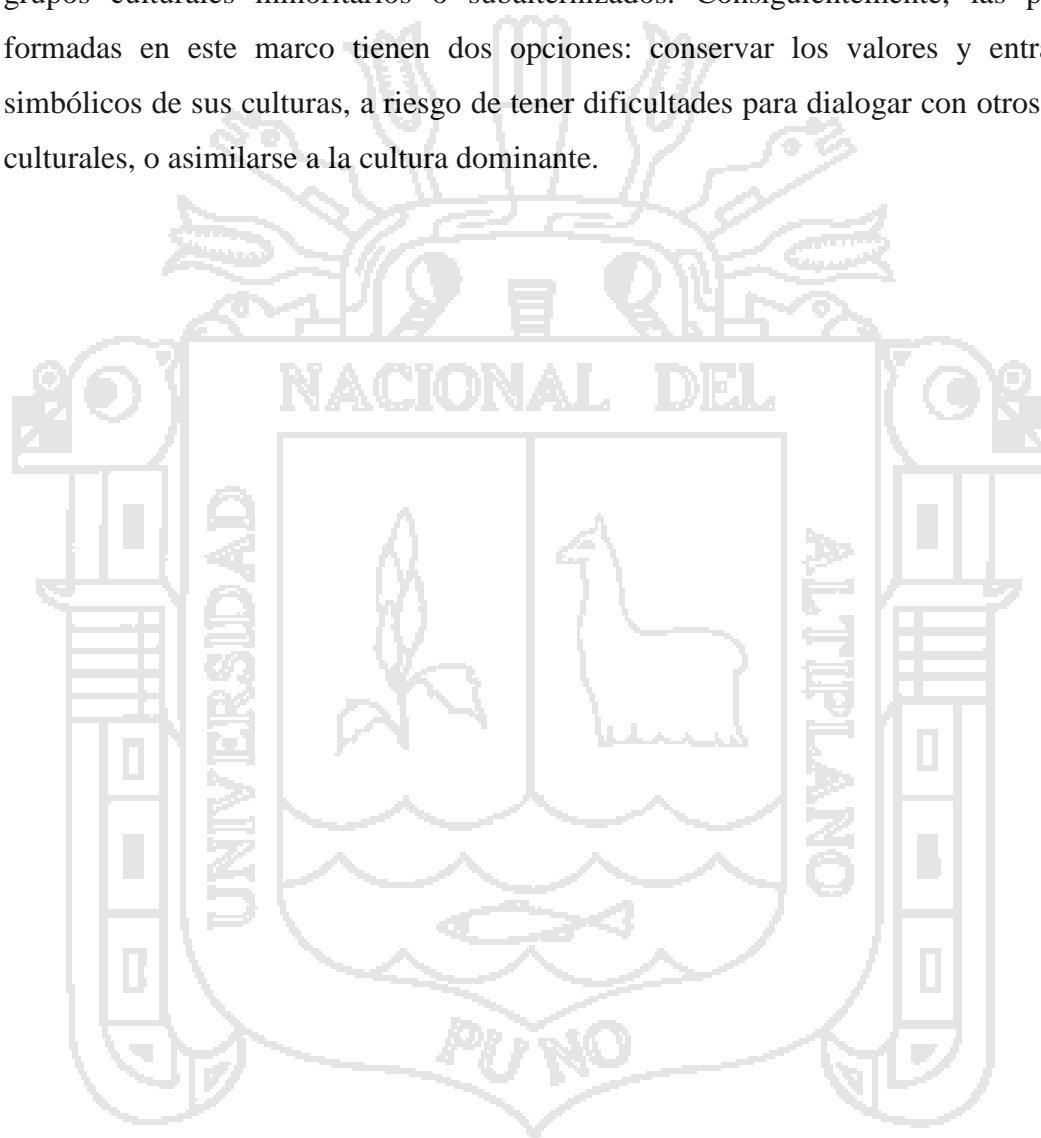 grupos culturales minoritarios o subalternizados. Consiguientemente, las
formadas en este marco tienen dos opciones: conservar los valores y
simbólicos de sus culturas, a riesgo de tener dificultades para dialogar con otros
culturales, o asimilarse a la cultura dominante.
NACIONAL DEL
UNIVERSIDAD
ALTIPLANO
PUNO